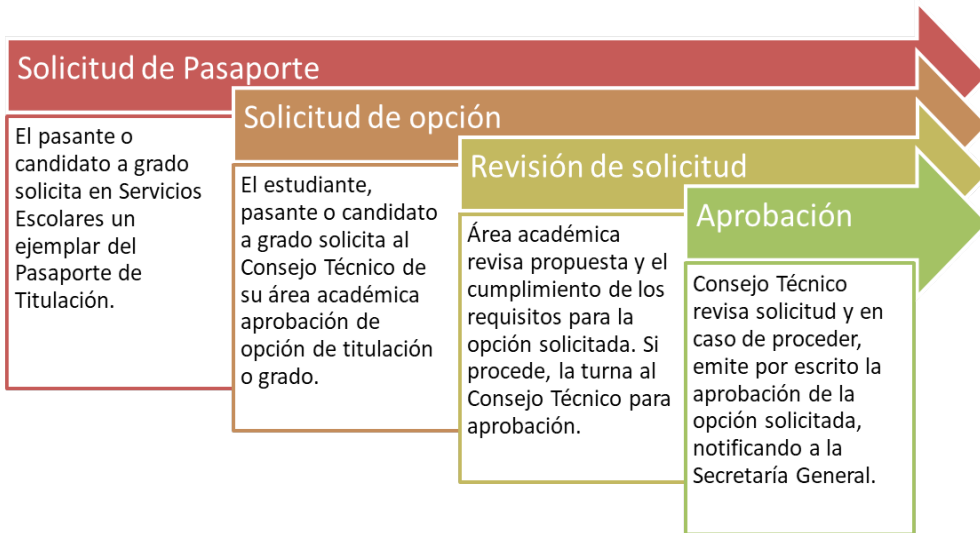 Solicitud de Pasaporte
El pasante o
candidato a grado
solicita en Servicios
Escolares un
ejemplar del
Pasaporte de
Titulación.
Solicitud de opción
El estudiante,
pasante o candidato
a grado solicita al
Consejo Técnico de
su área académica
aprobación de
opción de titulación
o grado.
Revisión de solicitud
Área académica
revisa propuesta y el
cumplimiento de los
requisitos para la
opción solicitada. Si
procede, la turna al
Consejo Técnico para
aprobación.
Aprobación
Consejo Técnico
revisa solicitud y en
caso de proceder,
emite por escrito la
aprobación de la
opción solicitada,
notificando a la
Secretaría General.